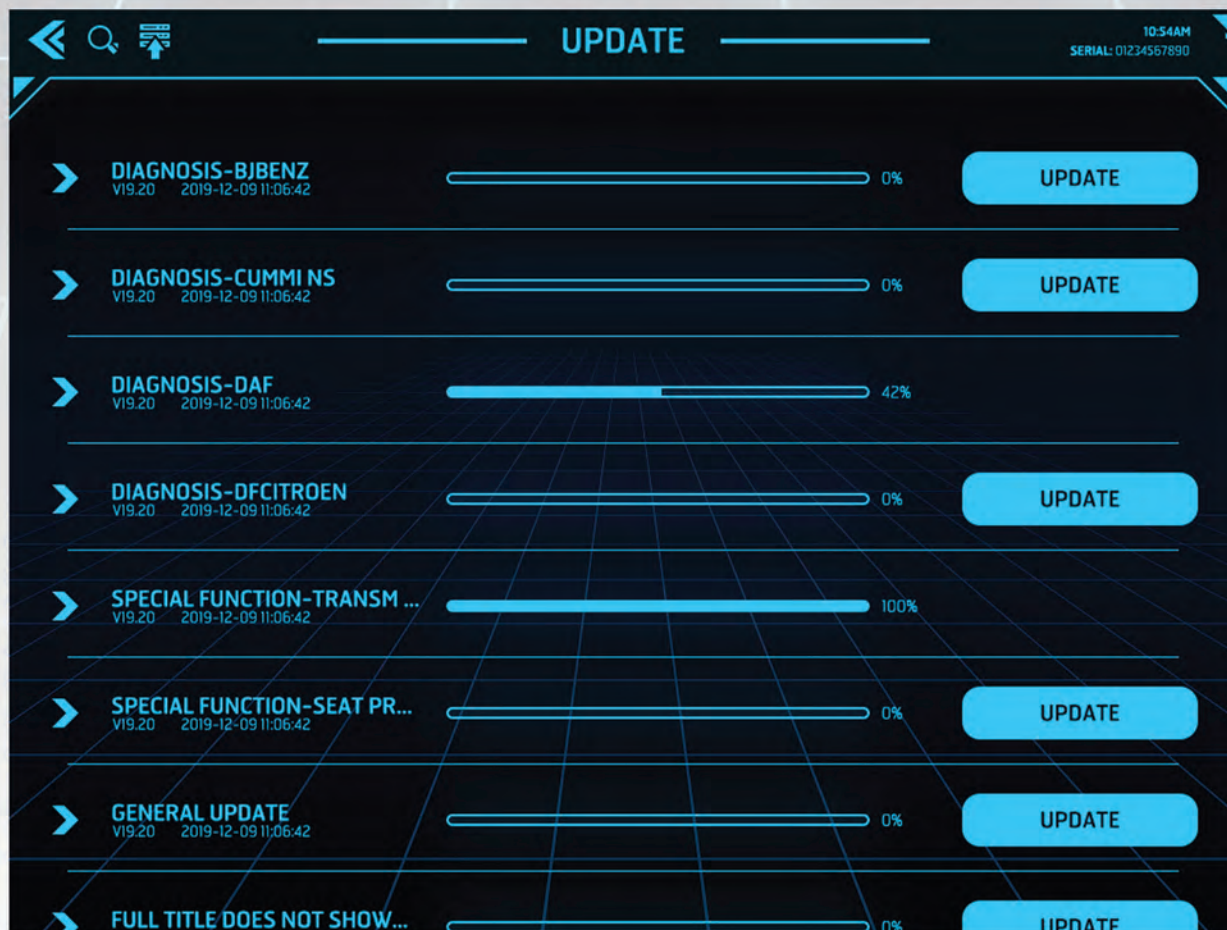 UPDATE
10:54AM
SERIAL: 01234567890
DIAGNOSIS-BJBENZ
V19.20 2019-12-09 11:06:42
0%
UPDATE
DIAGNOSIS-CUMMI NS
V19.20 2019-12-09 11:06:42
0%
UPDATE
DIAGNOSIS-DAF
V19.20 2019-12-09 11:06:42
42%
DIAGNOSIS-DFCITROEN
V19.20 2019-12-09 11:06:42
0%
UPDATE
SPECIAL FUNCTION-TRANSM ...
V19.20 2019-12-09 11:06:42
100%
SPECIAL FUNCTION-SEAT PR...
V19.20 2019-12-09 11:06:42
0%
UPDATE
GENERAL UPDATE
V19.20 2019-12-09 11:06:42
0%
UPDATE
FULL TITLE DOES NOT SHOW...
0%
UPDATE